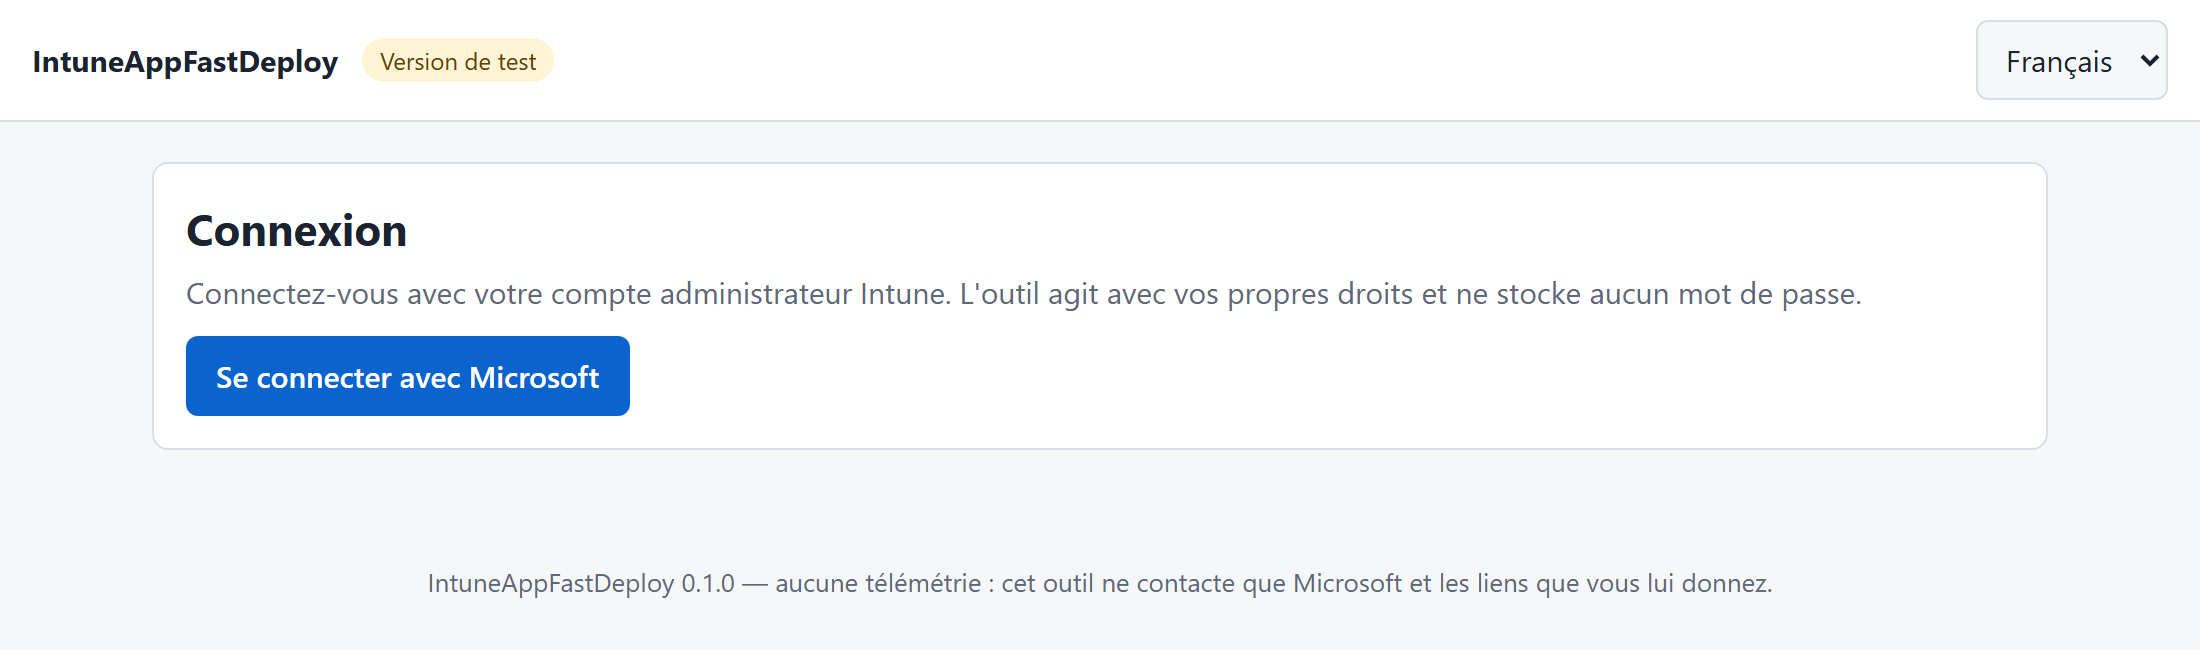 IntuneAppFastDeploy
Version de test
Français
Connexion
Connectez-vous avec votre compte administrateur Intune. L'outil agit avec vos propres droits et ne stocke aucun mot de passe.
Se connecter avec Microsoft
IntuneAppFastDeploy 0.1.0 — aucune télémétrie : cet outil ne contacte que Microsoft et les liens que vous lui donnez.